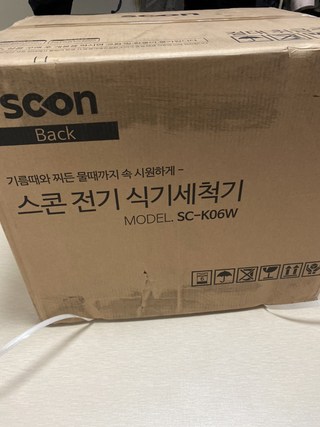 scon
Back
기름때와 찌든 물때까지 속 시원하게 ~
스콘 전기 식기세척기
MODEL. SC-K06W